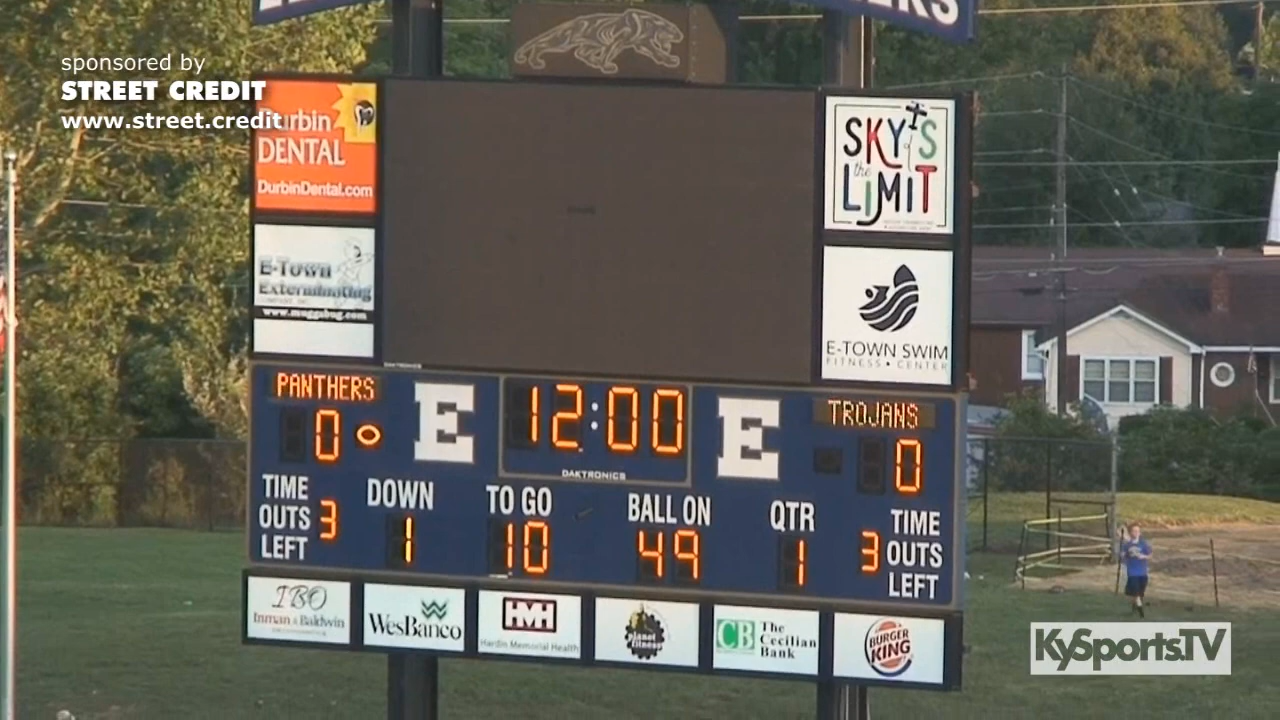 ERS
sponsored by
STREET CREDIT
www.street.credit
Durbin
DENTAL
DurbinDental.com
SKY'S
the
LIMIT
E-Town
Exterminating
www.muggabug.com
E-TOWN SWIM
FITNESS • CENTER
PANTHERS
0
E
12:00
DAKTRONICS
E
TROJANS
0
TIME
OUTS
LEFT
3
DOWN
1
TO GO
10
BALL ON
49
QTR
1
3
TIME
OUTS
LEFT
IBO
Inman & Baldwin
WesBanco
HMH
Hardin Memorial Health
planet
fitness
CB The
Cecilian
Bank
BURGER
KING
KySports.TV